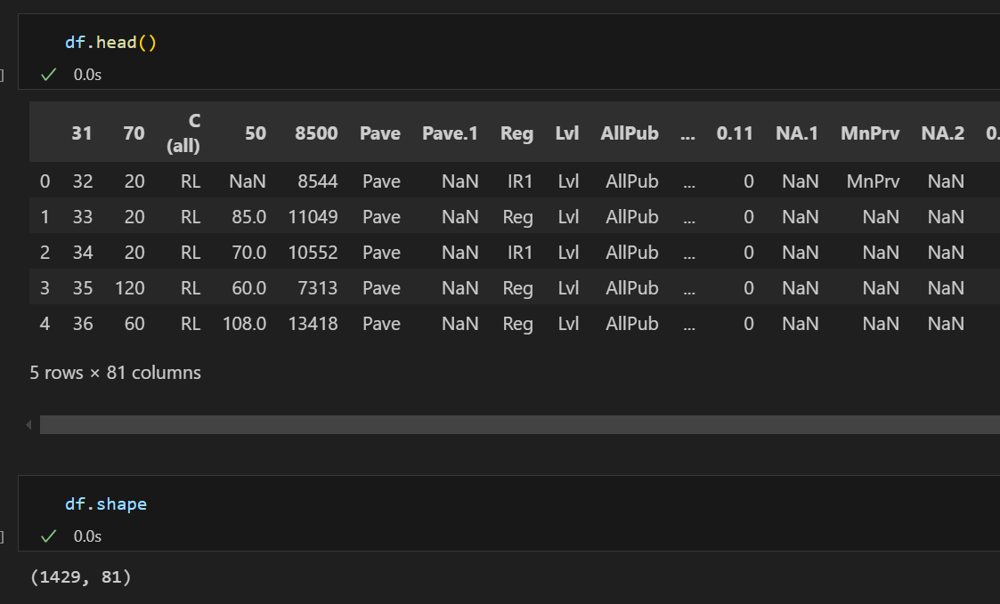 df.head()
] ✓ 0.0s
C
31 70 (all) 50 8500 Pave Pave.1 Reg Lvl AllPub ... 0.11 NA.1 MnPrv NA.2 0.
0 32 20 RL NaN 8544 Pave NaN IR1 Lvl AllPub ... 0 NaN MnPrv NaN
1 33 20 RL 85.0 11049 Pave NaN Reg Lvl AllPub ... 0 NaN NaN NaN
2 34 20 RL 70.0 10552 Pave NaN IR1 Lvl AllPub ... 0 NaN NaN NaN
3 35 120 RL 60.0 7313 Pave NaN Reg Lvl AllPub ... 0 NaN NaN NaN
4 36 60 RL 108.0 13418 Pave NaN Reg Lvl AllPub ... 0 NaN NaN NaN
5 rows × 81 columns
df.shape
] ✓ 0.0s
(1429, 81)